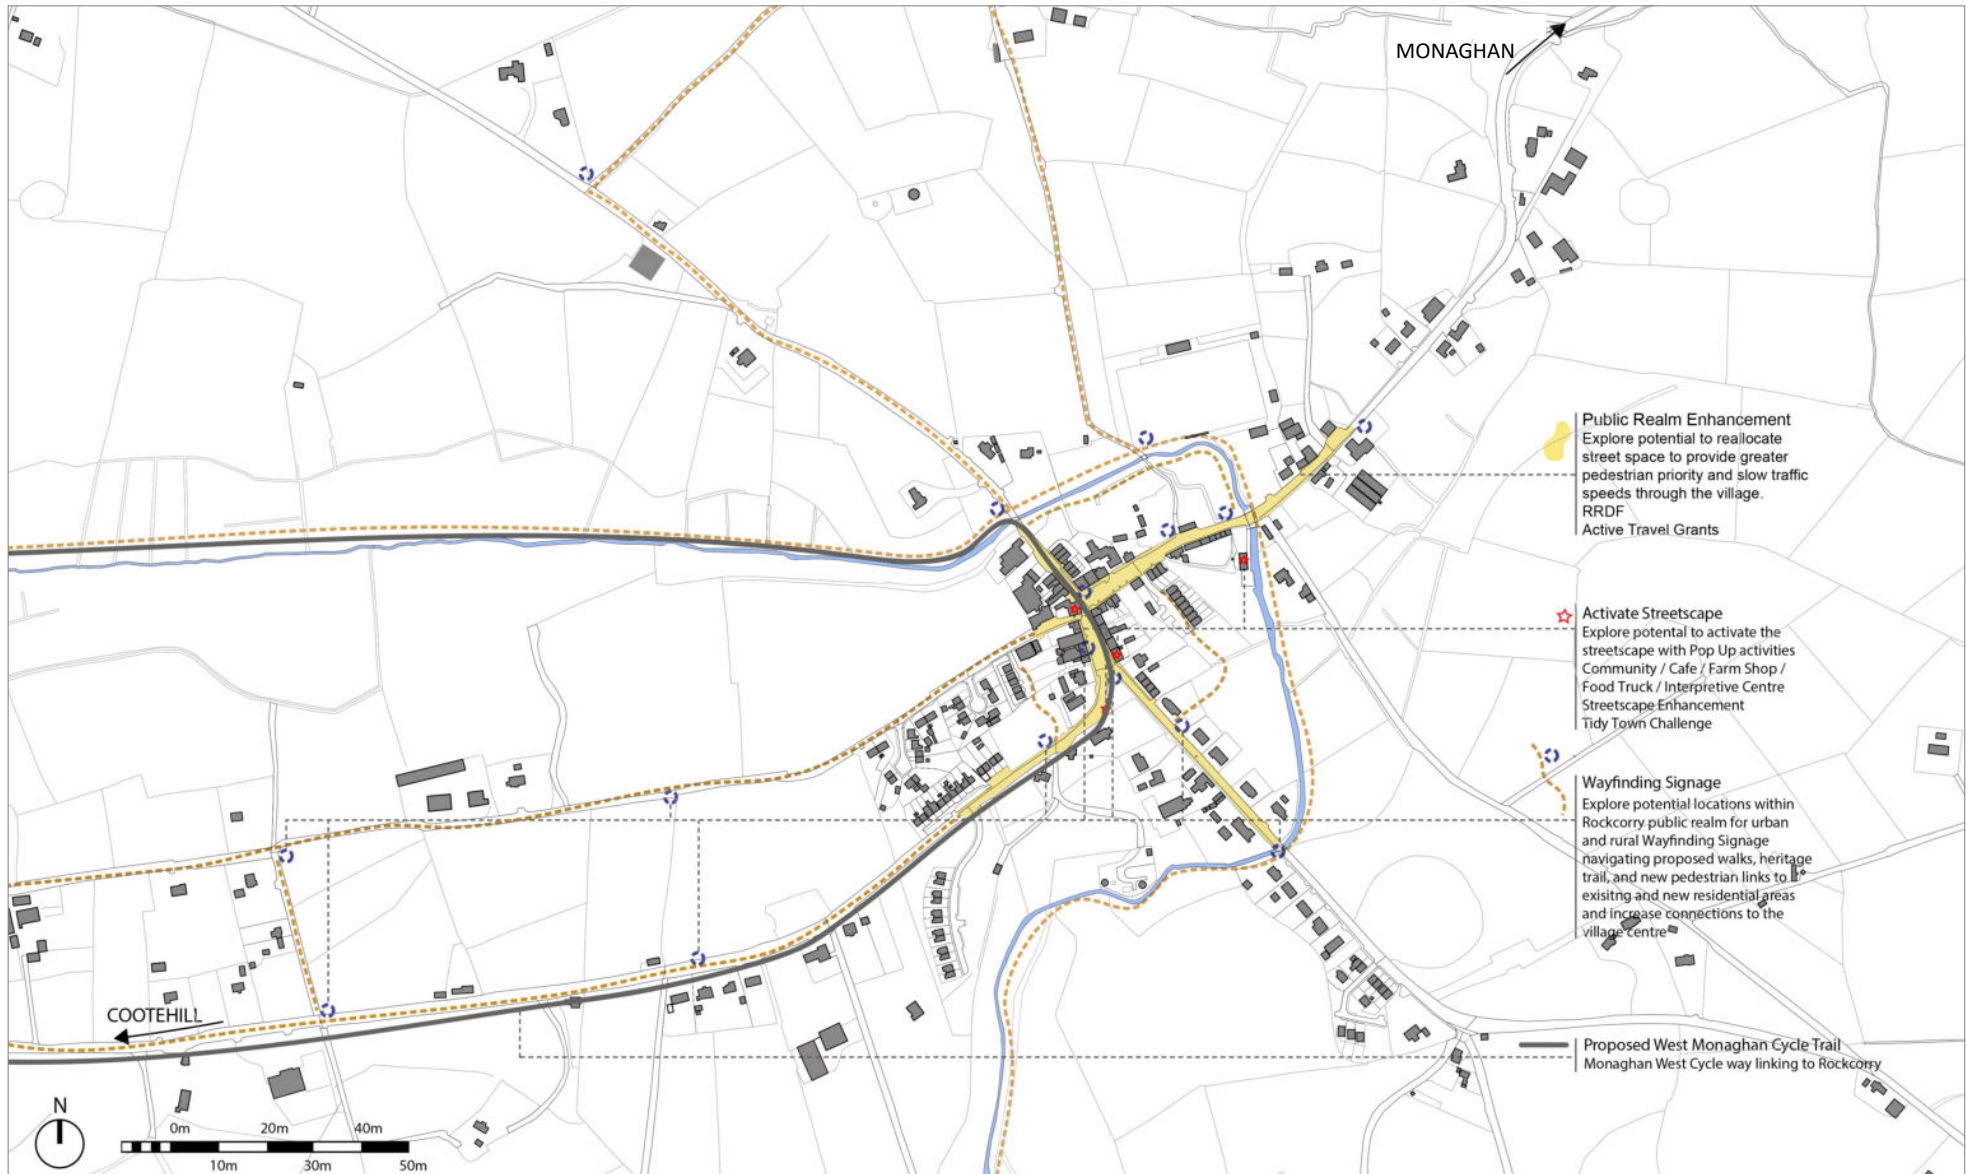 MONAGHAN
Public Realm Enhancement
Explore potential to reallocate
street space to provide greater
pedestrian priority and slow traffic
speeds through the village.
RRDF
Active Travel Grants
Activate Streetscape
Explore potental to activate the
streetscape with Pop Up activities
Community / Cafe / Farm Shop /
Food Truck / Interpretive Centre
Streetscape Enhancement
Tidy Town Challenge
Wayfinding Signage
Explore potential locations within
Rockcorry public realm for urban
and rural Wayfinding Signage
navigating proposed walks, heritage
trail, and new pedestrian links to
exisitng and new residential areas
and increase connections to the
village centre
COOTEHILL
Proposed West Monaghan Cycle Trail
Monaghan West Cycle way linking to Rockcorry
N
0m 20m 40m
10m 30m 50m